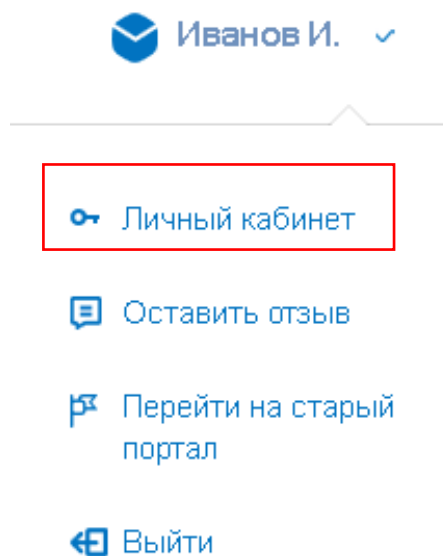 Иванов И.
Личный кабинет
Оставить отзыв
Перейти на старый
портал
Выйти